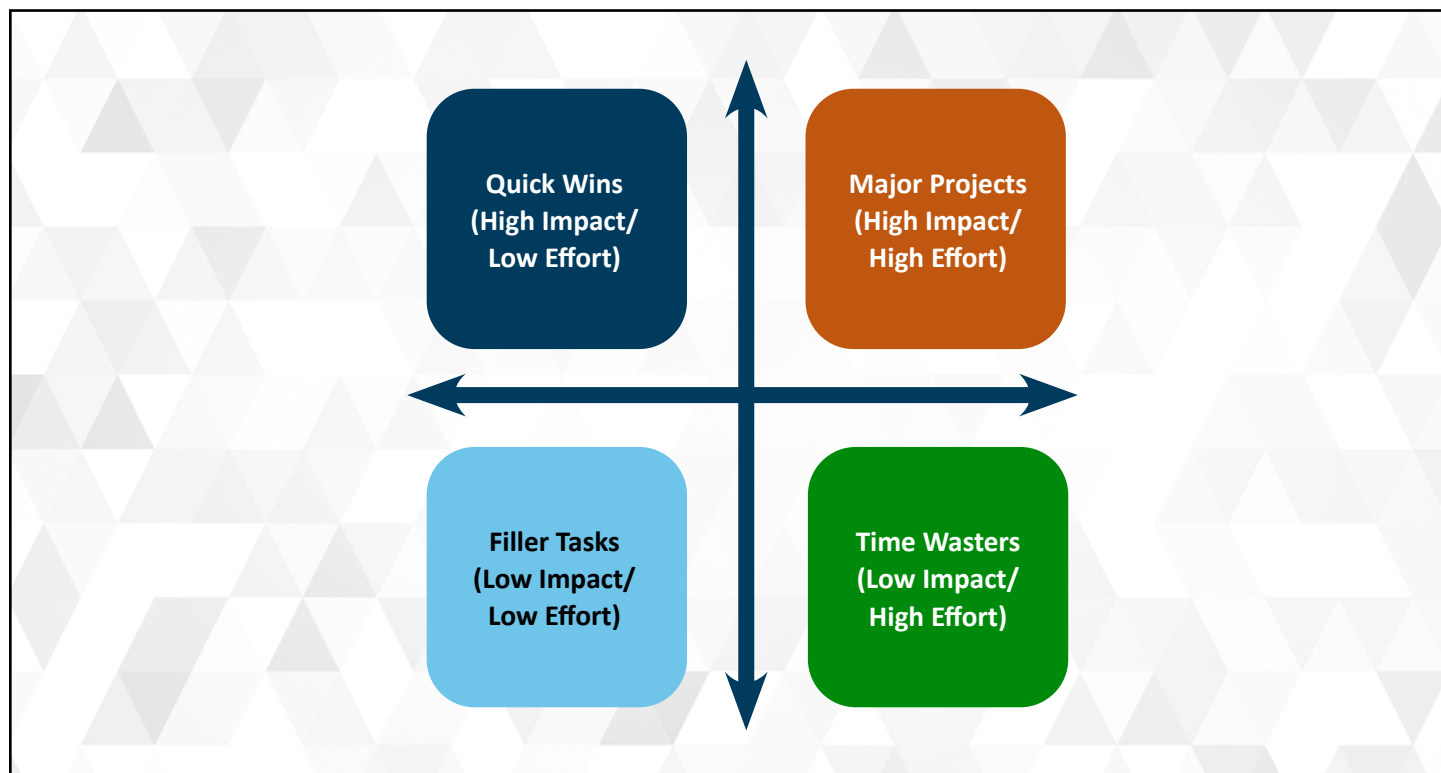 Quick Wins
(High Impact/
Low Effort)
Major Projects
(High Impact/
High Effort)
Filler Tasks
(Low Impact/
Low Effort)
Time Wasters
(Low Impact/
High Effort)